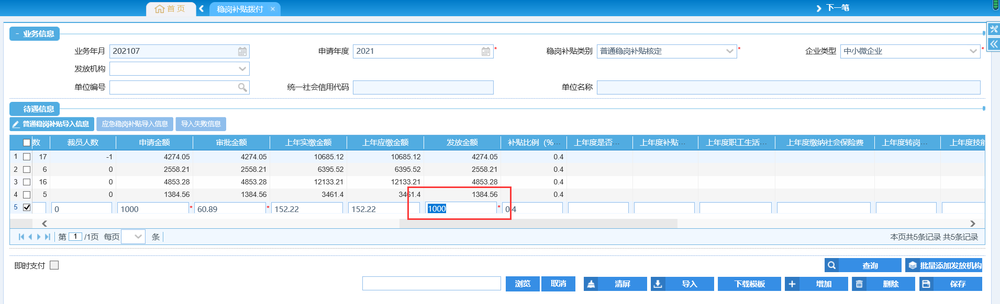 首页 稳岗补贴拨付 × 下一笔
- 业务信息
业务年月 202107 申请年度 2021 * 稳岗补贴类别 普通稳岗补贴核定 * 企业类型 中小微企业 *
发放机构
单位编号 统一社会信用代码 单位名称
待遇信息
普通稳岗补贴导入信息 应急稳岗补贴导入信息 导入失败信息
数 裁员人数 申请金额 审批金额 上年实缴金额 上年应缴金额 发放金额 补贴比例（%... 上年度是否... 上年度补贴... 上年度职工生活... 上年度缴纳社会保险费 上年度转岗... 上年度技能
1 17 -1 4274.05 4274.05 10685.12 10685.12 4274.05 0.4
2 6 0 2558.21 2558.21 6395.52 6395.52 2558.21 0.4
3 16 0 4853.28 4853.28 12133.21 12133.21 4853.28 0.4
4 5 0 1384.56 1384.56 3461.4 3461.4 1384.56 0.4
5 0 1000 * 60.89 * 152.22 152.22 1000 * 0.4
第 1 /1页 每页 条 本页共5条记录 共5条记录
即时支付 查询 批量添加发放机构
浏览 取消 清屏 导入 下载模板 增加 删除 保存